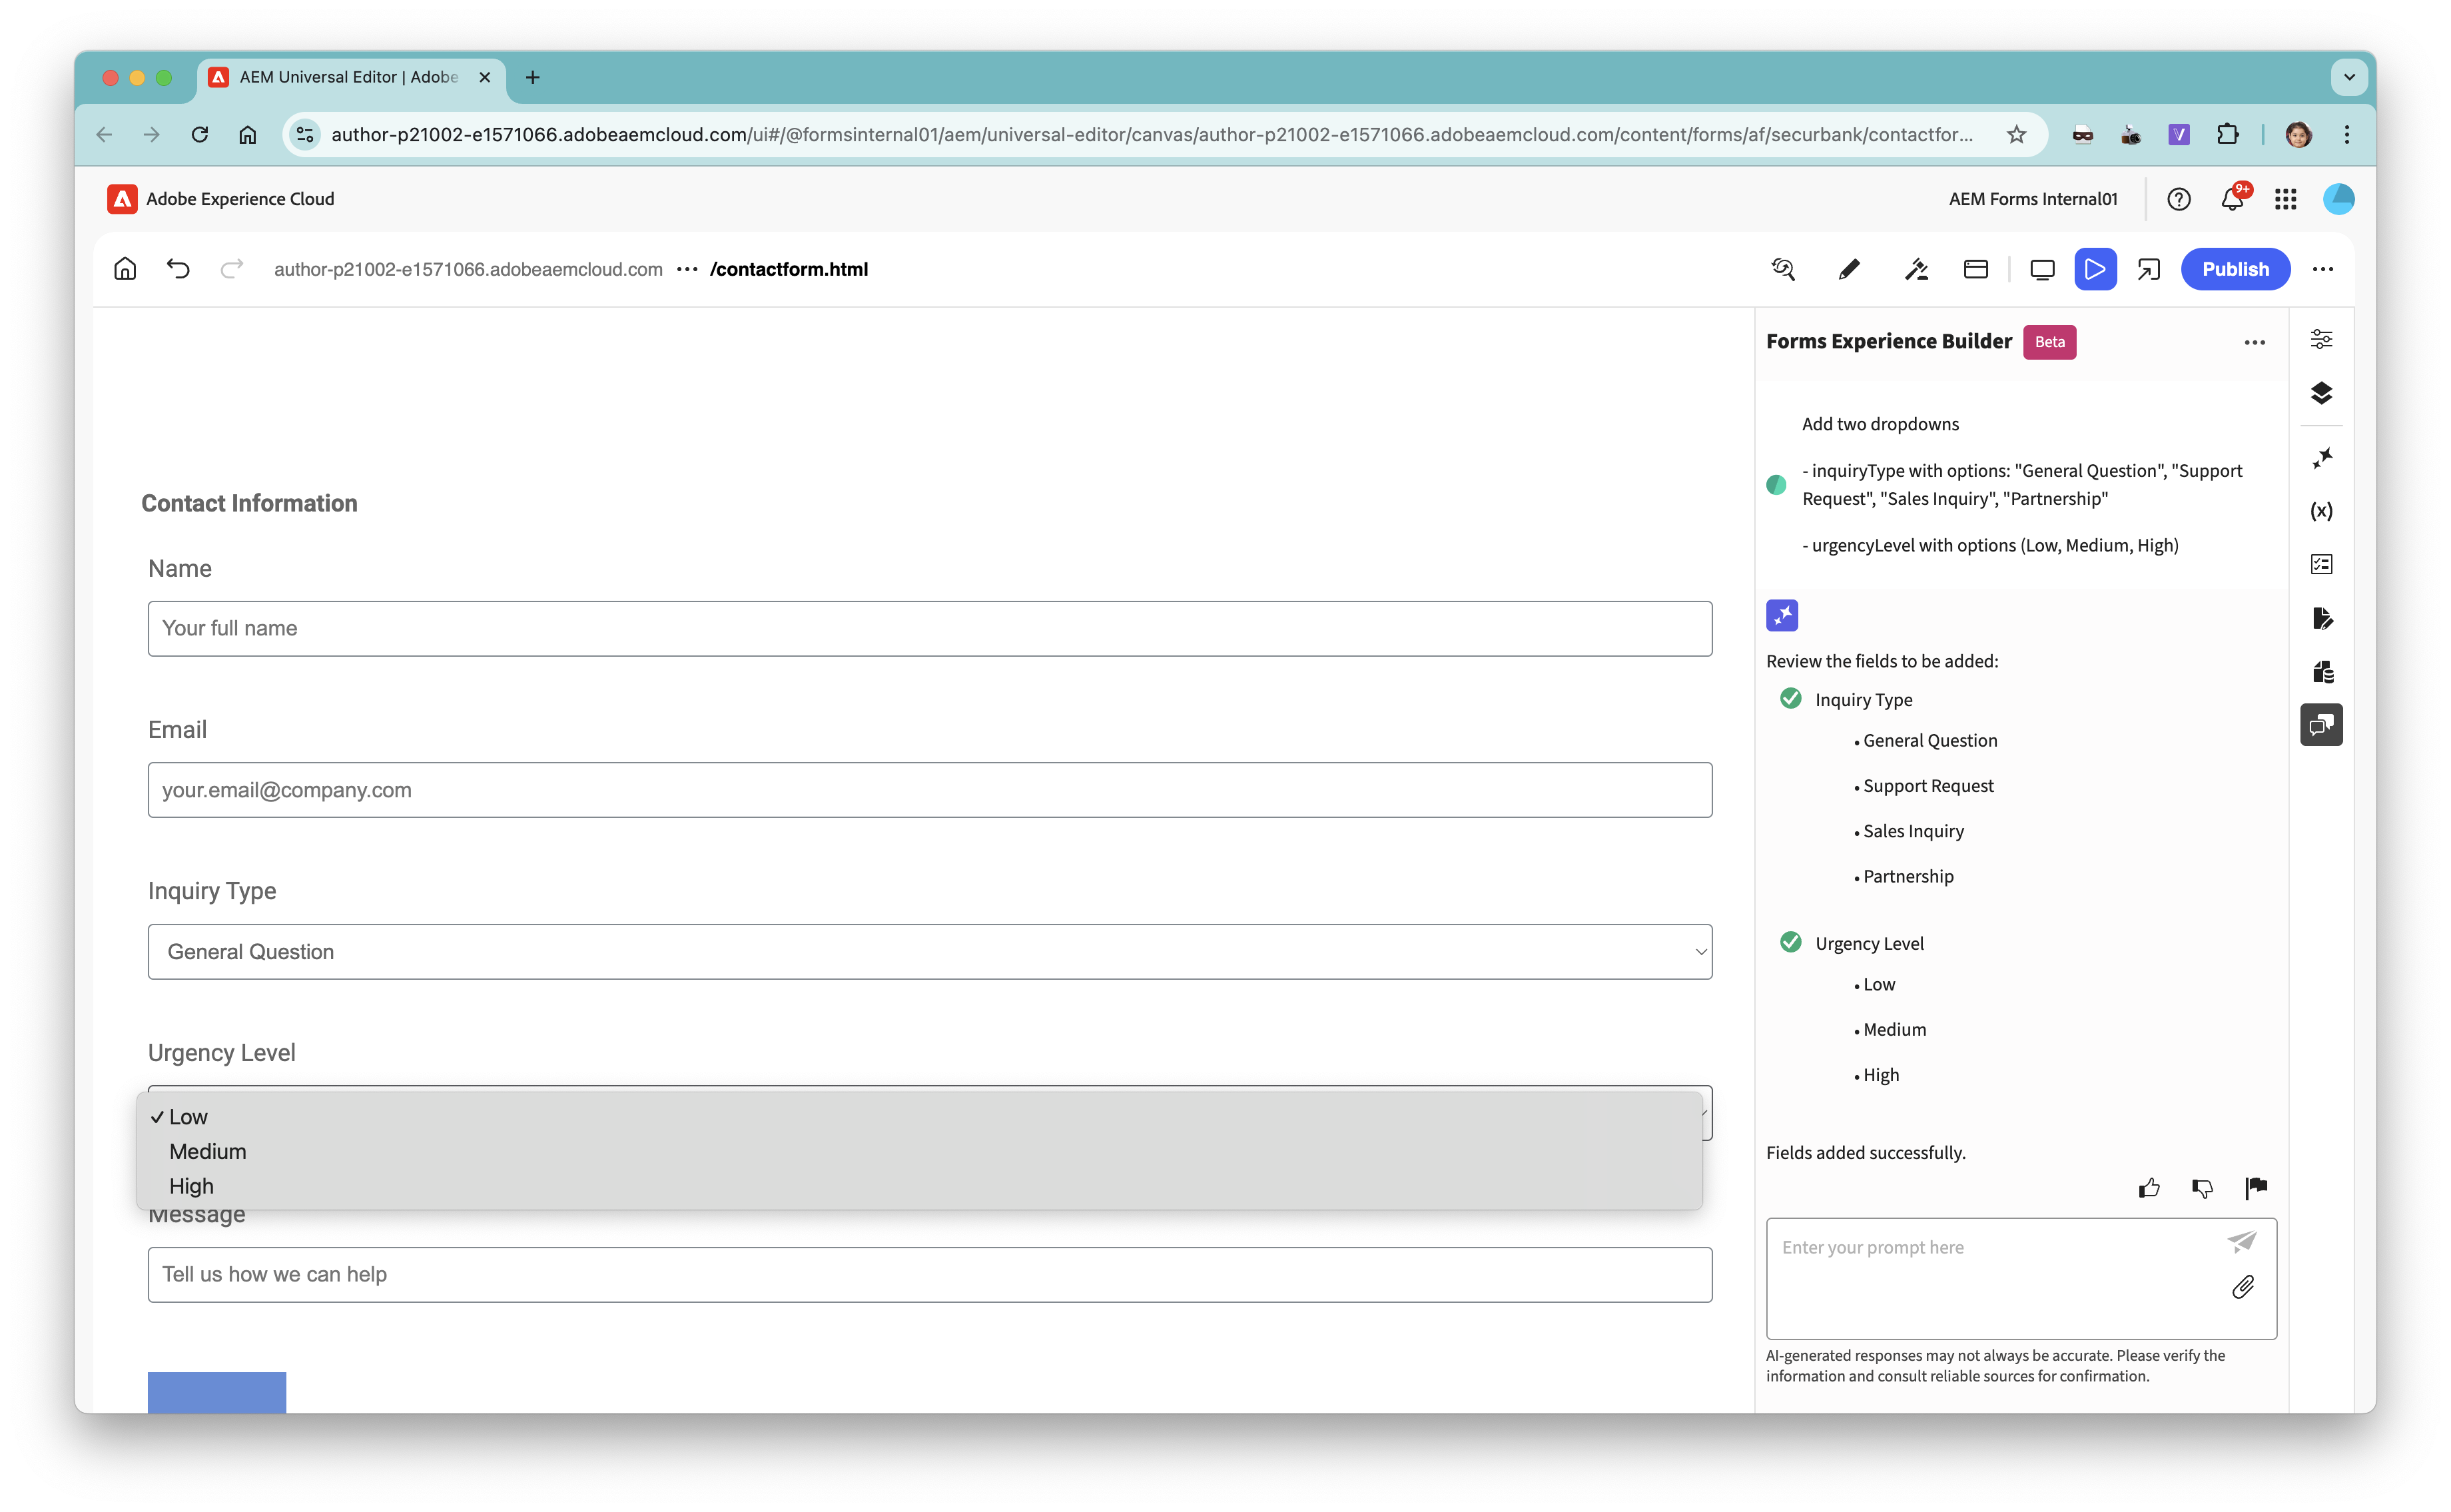 AEM Universal Editor | Adobe
author-p21002-e1571066.adobeaemcloud.com/ui#/@formsinternal01/aem/universal-editor/canvas/author-p21002-e1571066.adobeaemcloud.com/content/forms/af/securbank/contactfor...
Adobe Experience Cloud
AEM Forms Internal01
9+
author-p21002-e1571066.adobeaemcloud.com ••• /contactform.html
Publish
Contact Information
Name
Your full name
Email
your.email@company.com
Inquiry Type
General Question
Urgency Level
✓ Low
Medium
High
Message
Tell us how we can help
Forms Experience Builder
Beta
Add two dropdowns
- inquiryType with options: "General Question", "Support
Request", "Sales Inquiry", "Partnership"
- urgencyLevel with options (Low, Medium, High)
Review the fields to be added:
Inquiry Type
• General Question
• Support Request
• Sales Inquiry
• Partnership
Urgency Level
• Low
• Medium
• High
Fields added successfully.
Enter your prompt here
AI-generated responses may not always be accurate. Please verify the
information and consult reliable sources for confirmation.
(x)
V